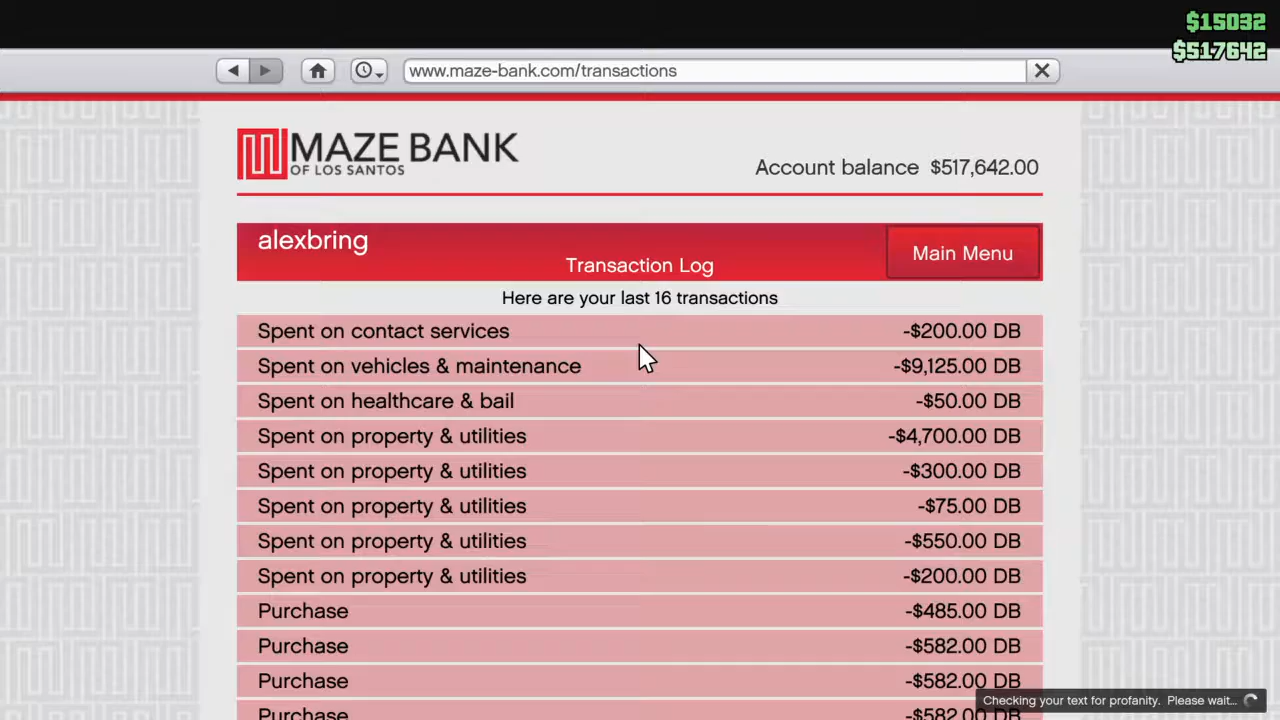 $15032
$517642
www.maze-bank.com/transactions
MAZE BANK
OF LOS SANTOS
Account balance $517,642.00
alexbring
Transaction Log
Main Menu
Here are your last 16 transactions
Spent on contact services -$200.00 DB
Spent on vehicles & maintenance -$9,125.00 DB
Spent on healthcare & bail -$50.00 DB
Spent on property & utilities -$4,700.00 DB
Spent on property & utilities -$300.00 DB
Spent on property & utilities -$75.00 DB
Spent on property & utilities -$550.00 DB
Spent on property & utilities -$200.00 DB
Purchase -$485.00 DB
Purchase -$582.00 DB
Purchase -$582.00 DB
Purchase -$582.00 DB
Checking your text for profanity. Please wait...